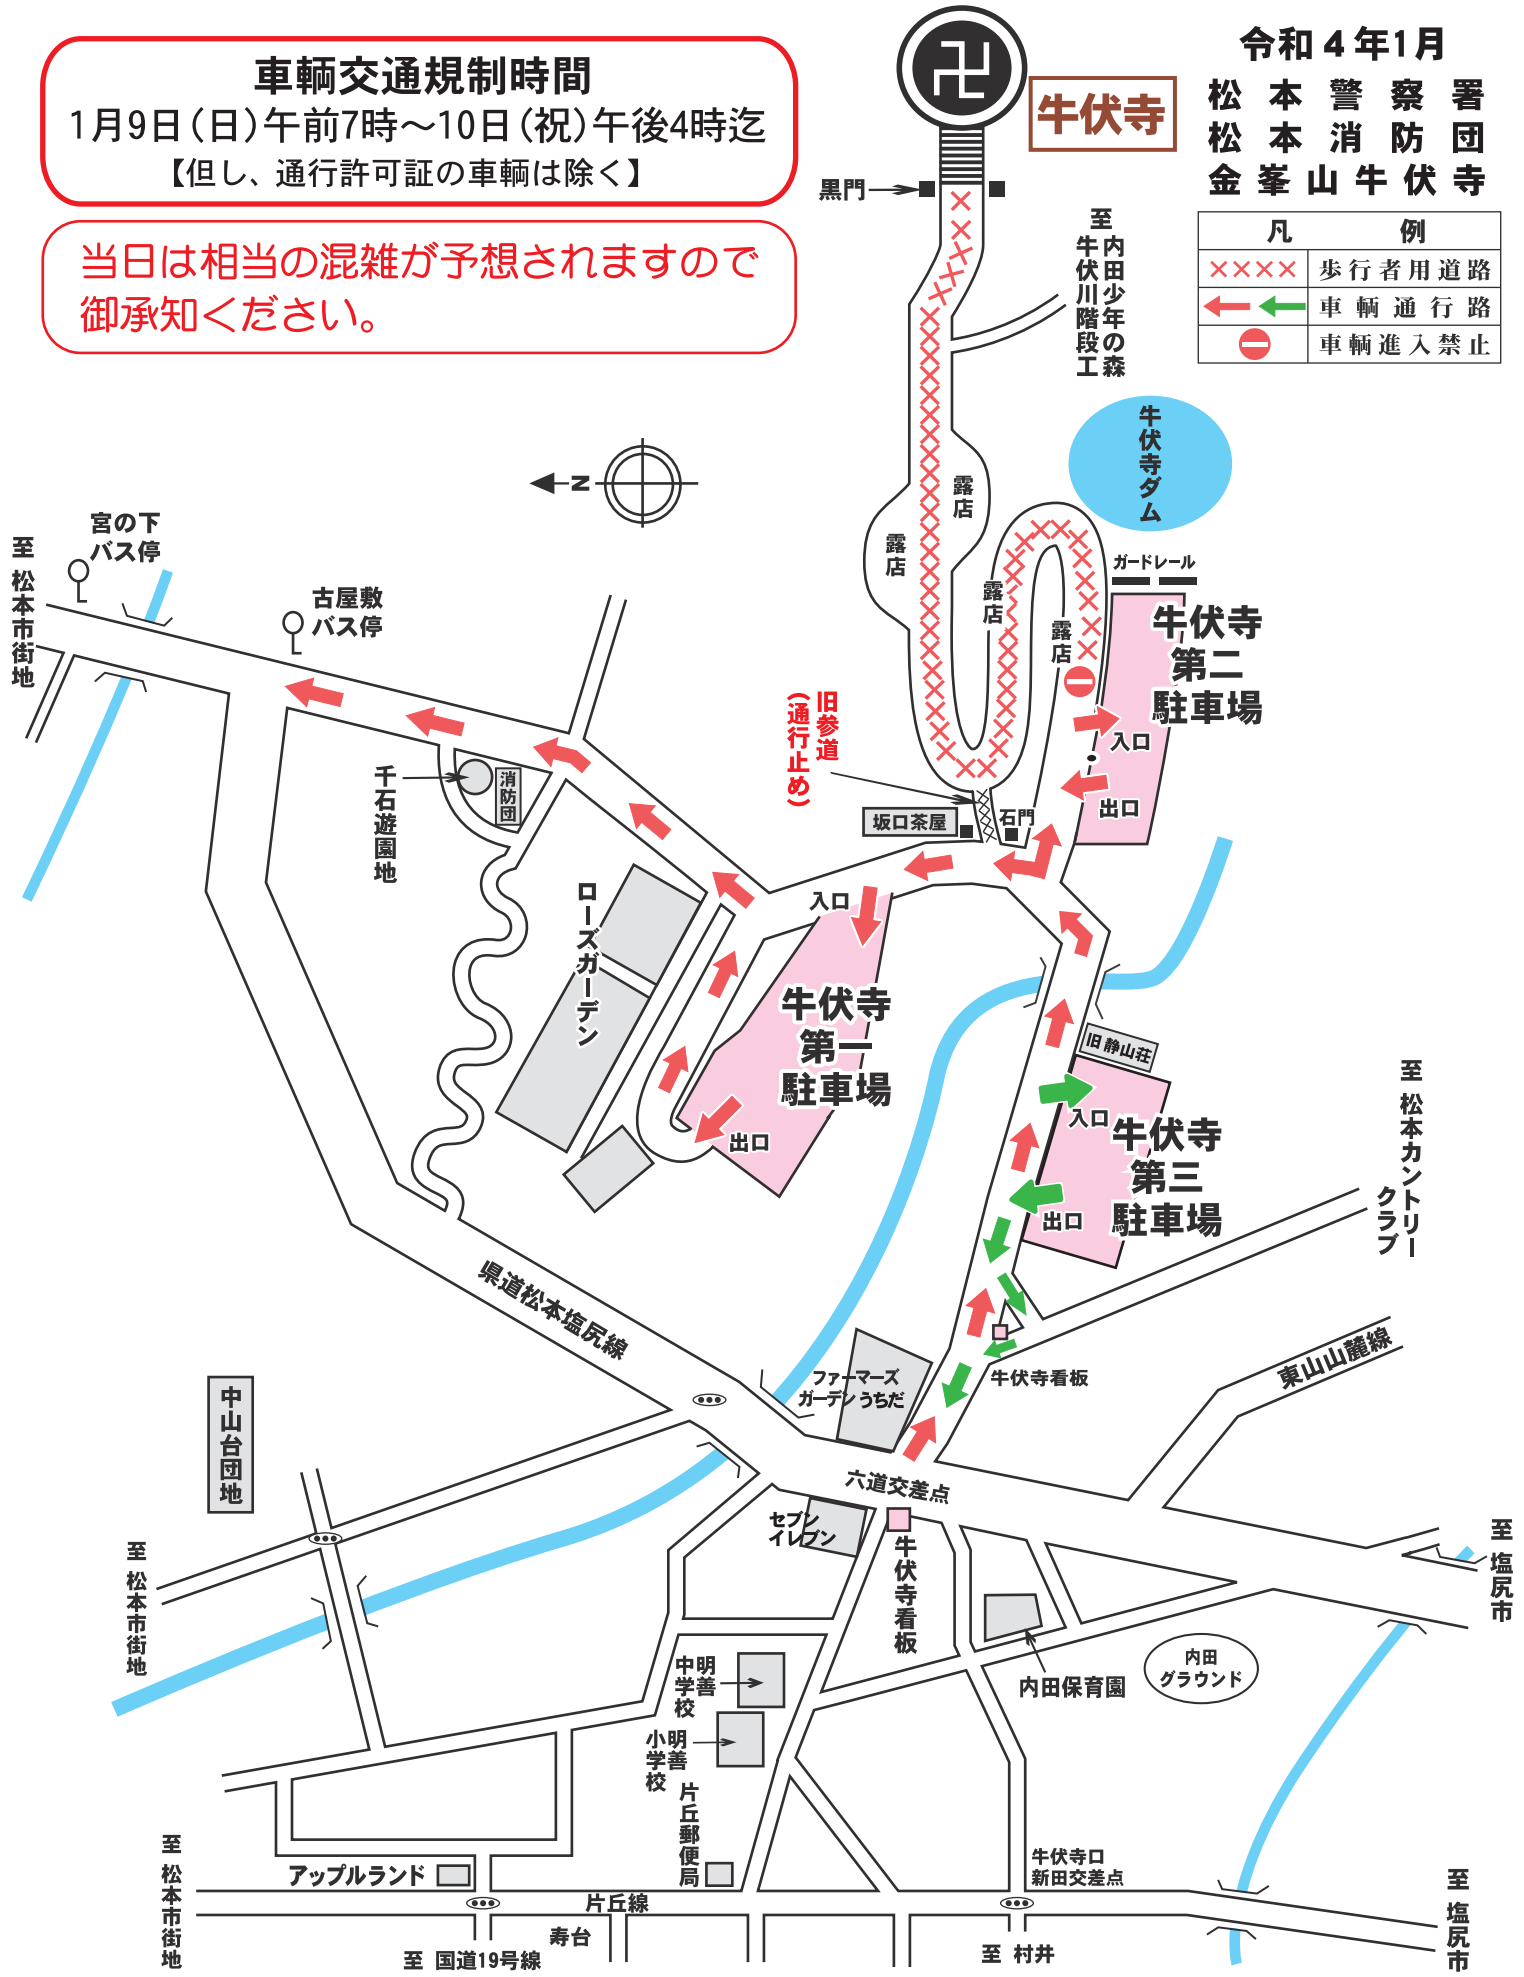 車輌交通規制時間
1月9日(日)午前7時〜10日(祝)午後4時迄
【但し、通行許可証の車輌は除く】
当日は相当の混雑が予想されますので
御承知ください。
卍
牛伏寺
令和4年1月
松本警察署
松本消防団
金峯山牛伏寺
凡例
歩行者用道路
車輌通行路
車輌進入禁止
黒門
至
内田少年の森
牛伏川階段工
牛伏寺ダム
N
露店
露店
露店
露店
ガードレール
牛伏寺
第二
駐車場
入口
出口
宮の下
バス停
至 松本市街地
古屋敷
バス停
千石遊園地
消防団
旧参道
(通行止め)
坂口茶屋
石門
ローズガーデン
入口
牛伏寺
第一
駐車場
出口
旧静山荘
入口
牛伏寺
第三
駐車場
出口
至 松本カントリー
クラブ
県道松本塩尻線
ファーマーズ
ガーデンうちだ
牛伏寺看板
東山山麓線
中山台団地
六道交差点
セブン
イレブン
牛伏寺看板
至 塩尻市
至 松本市街地
内田保育園
内田
グラウンド
明善
中学校
明善
小学校
片丘郵便局
アップルランド
片丘線
寿台
牛伏寺口
新田交差点
至 松本市街地
至 国道19号線
至 村井
至 塩尻市